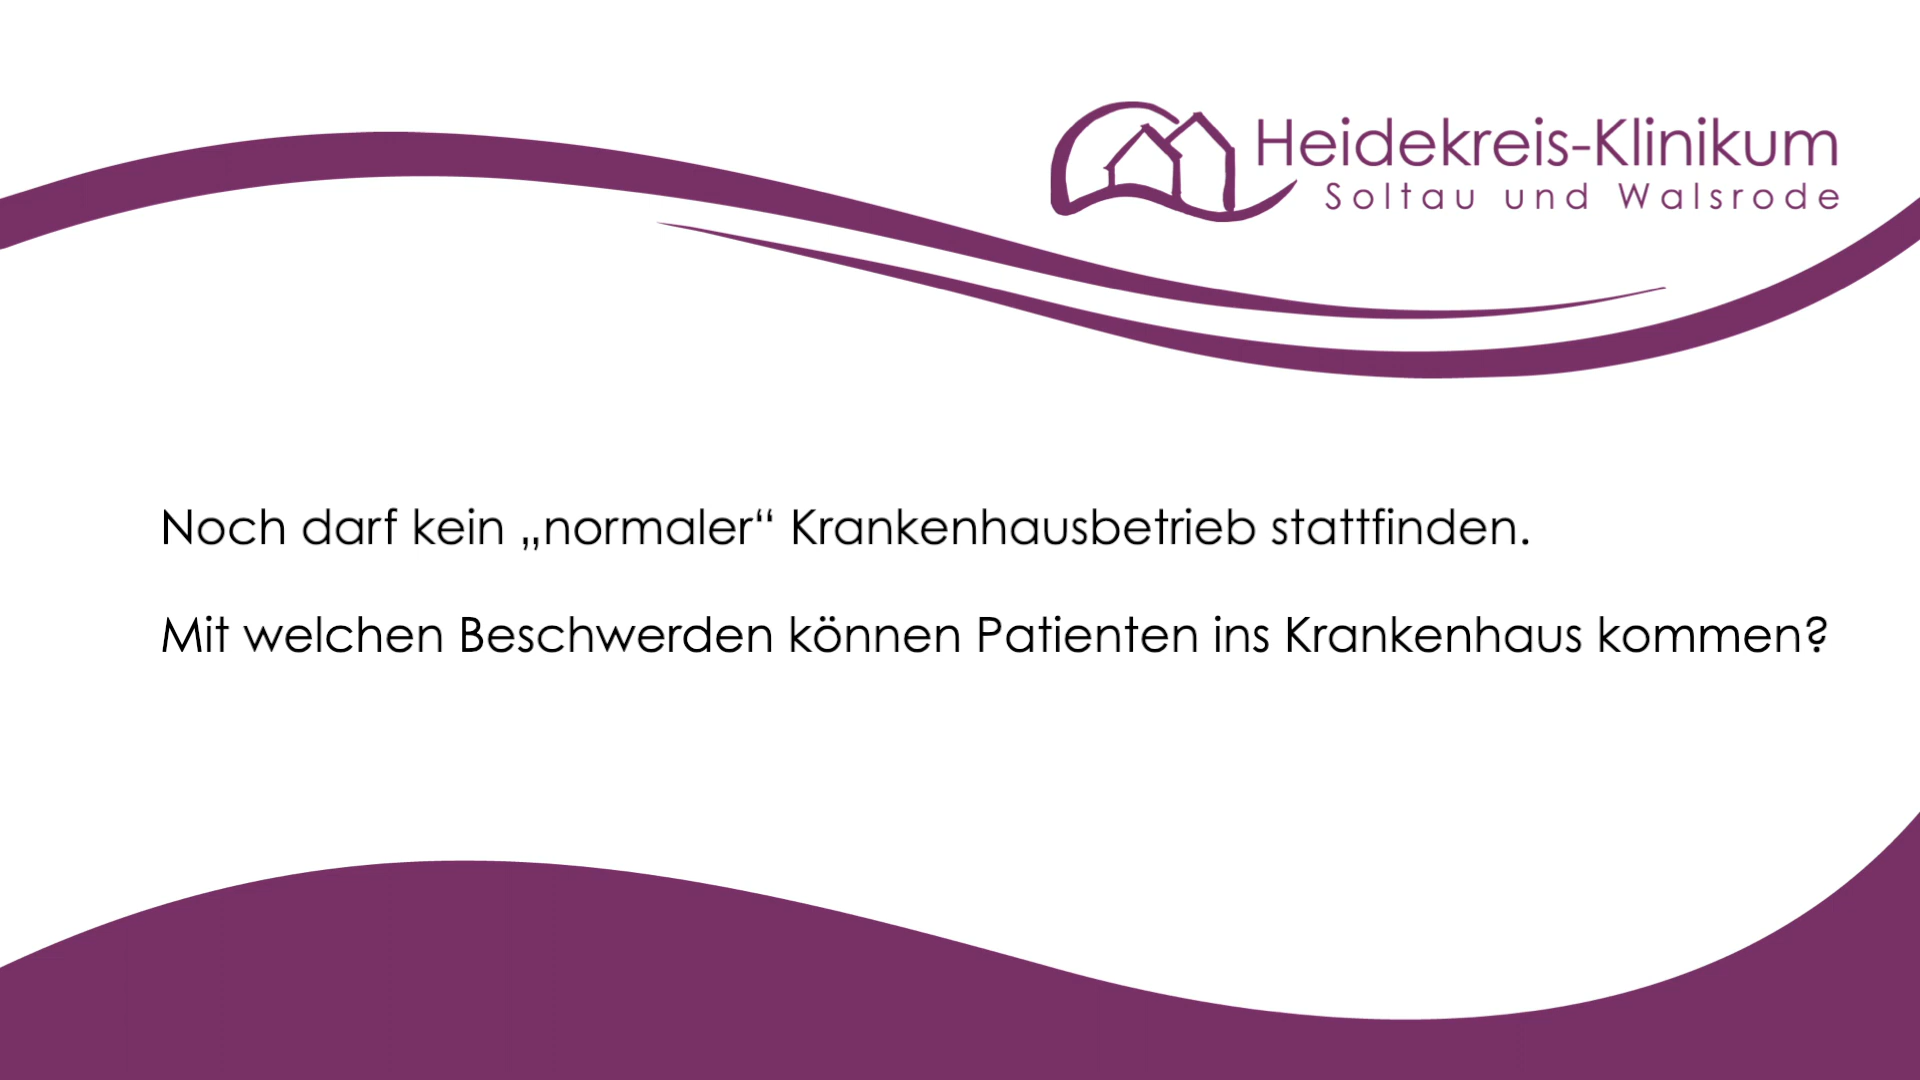 Heidekreis-Klinikum
Soltau und Walsrode
Noch darf kein „normaler“ Krankenhausbetrieb stattfinden.
Mit welchen Beschwerden können Patienten ins Krankenhaus kommen?